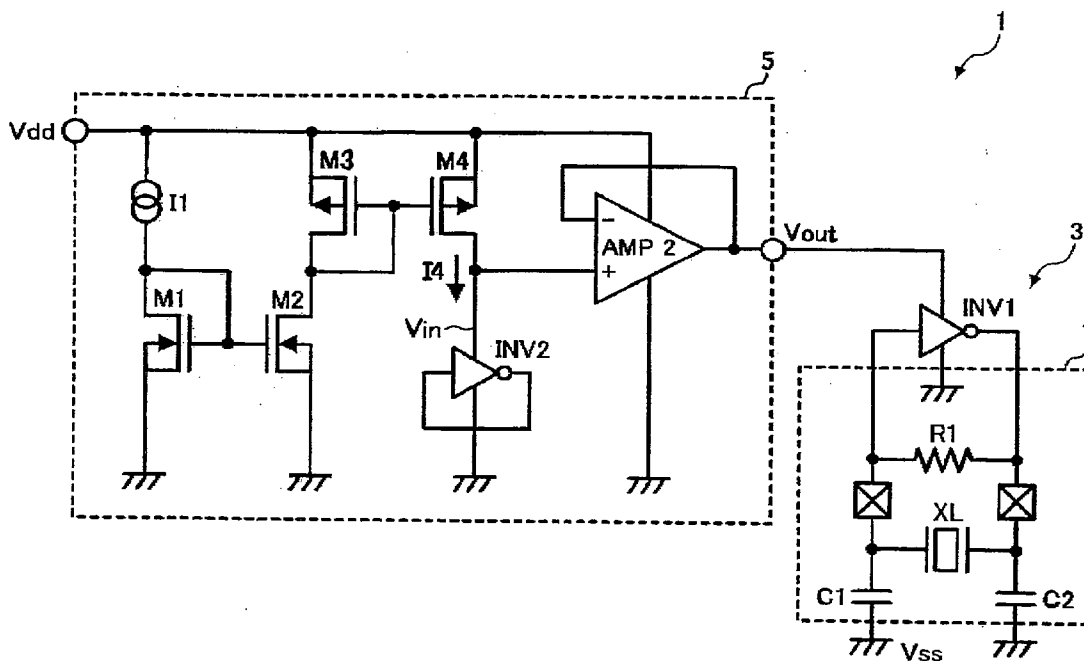 1
5
Vdd
M3
M4
I1
AMP 2
−
+
Vout
3
I4
M1
M2
Vin
INV2
INV1
R1
XL
C1
C2
Vss